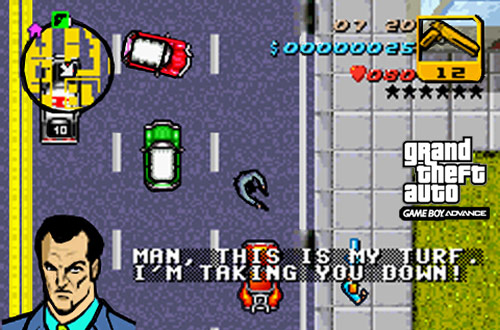 07 20
$00000025
080
12
10
grand
theft
auto
GAME BOY ADVANCE
MAN, THIS IS MY TURF.
I'M TAKING YOU DOWN!